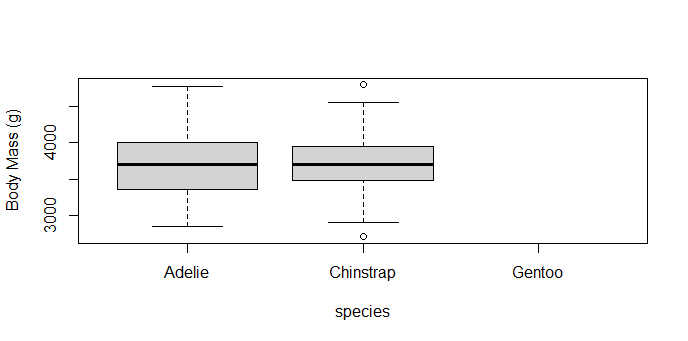 Body Mass (g)
4000
3000
Adelie Chinstrap Gentoo
species